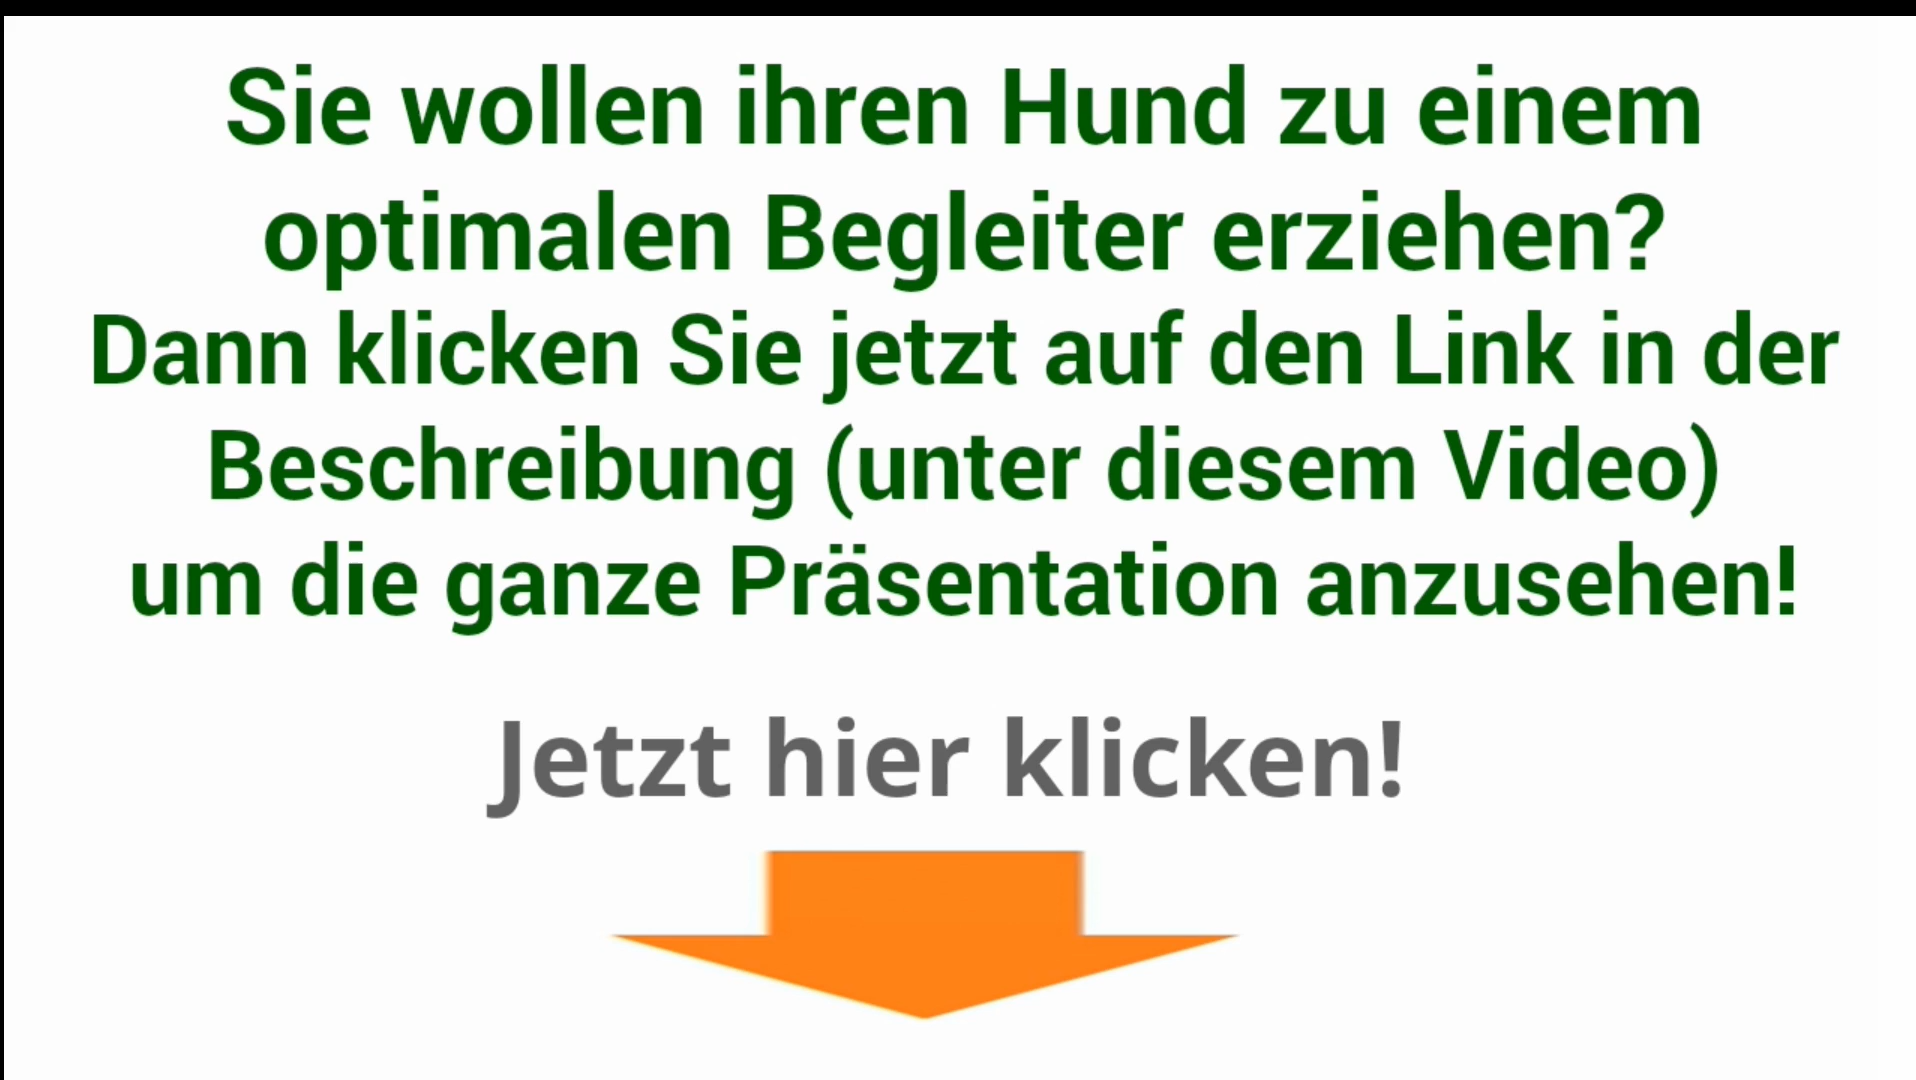 Sie wollen ihren Hund zu einem
optimalen Begleiter erziehen?
Dann klicken Sie jetzt auf den Link in der
Beschreibung (unter diesem Video)
um die ganze Präsentation anzusehen!
Jetzt hier klicken!